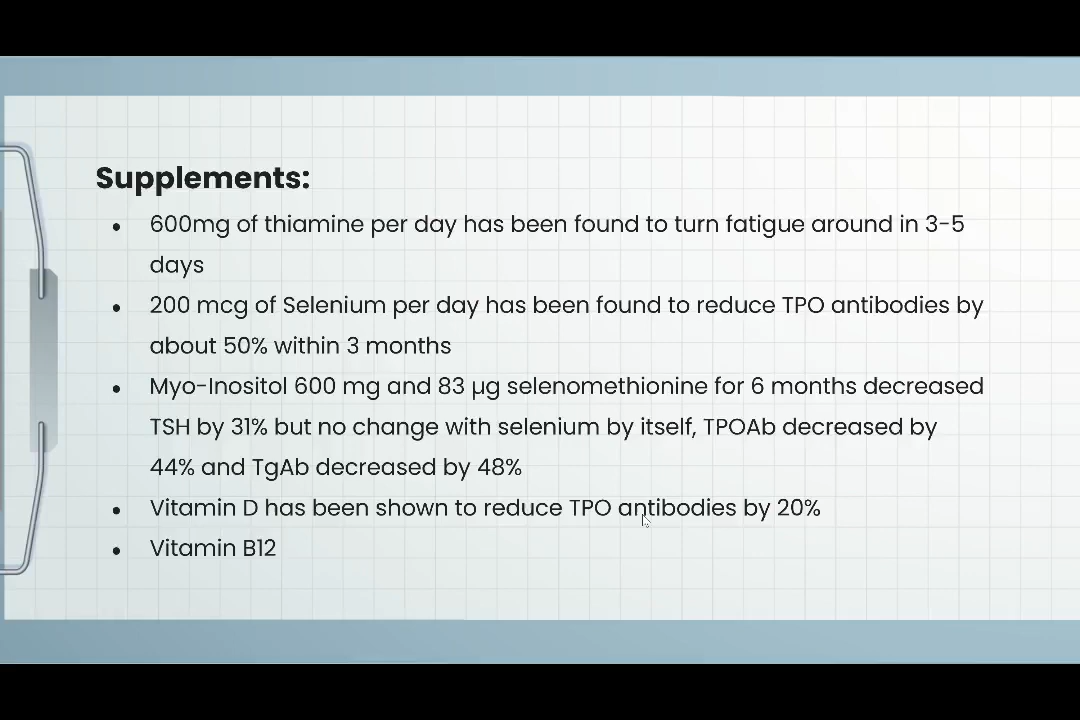 Supplements:
• 600mg of thiamine per day has been found to turn fatigue around in 3-5
days
• 200 mcg of Selenium per day has been found to reduce TPO antibodies by
about 50% within 3 months
• Myo-Inositol 600 mg and 83 µg selenomethionine for 6 months decreased
TSH by 31% but no change with selenium by itself, TPOAb decreased by
44% and TgAb decreased by 48%
• Vitamin D has been shown to reduce TPO antibodies by 20%
• Vitamin B12